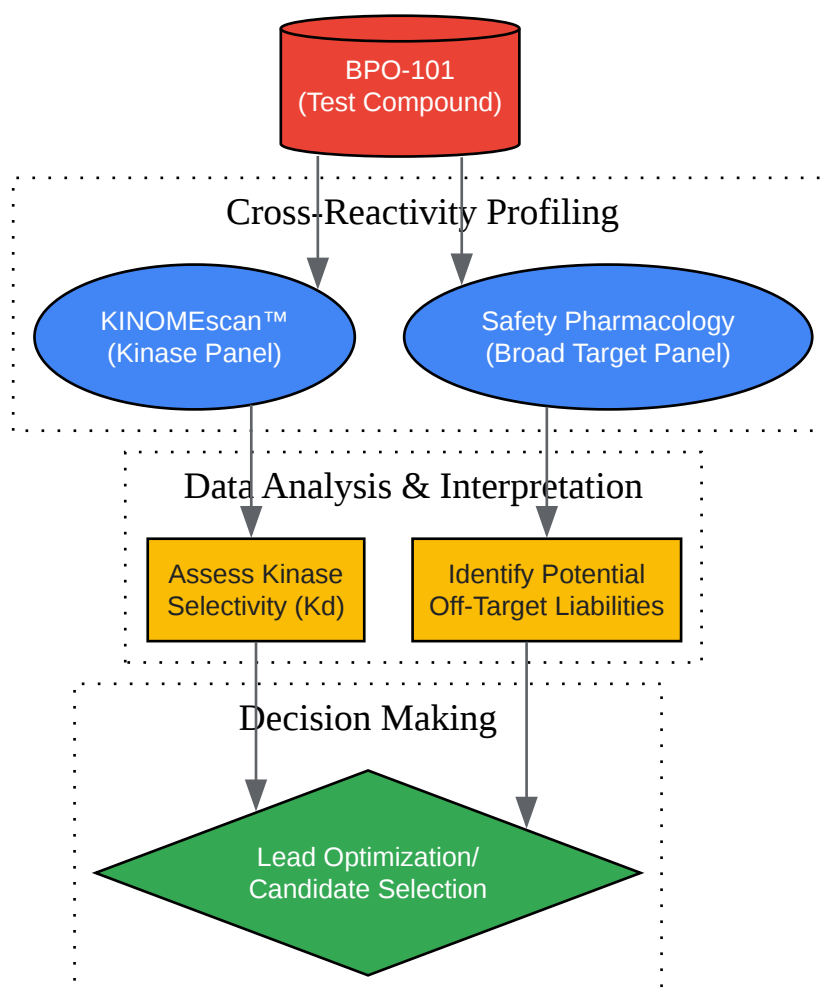 BPO-101
(Test Compound)
Cross-Reactivity Profiling
KINOMEscan™
(Kinase Panel)
Safety Pharmacology
(Broad Target Panel)
Data Analysis & Interpretation
Assess Kinase
Selectivity (Kd)
Identify Potential
Off-Target Liabilities
Decision Making
Lead Optimization/
Candidate Selection